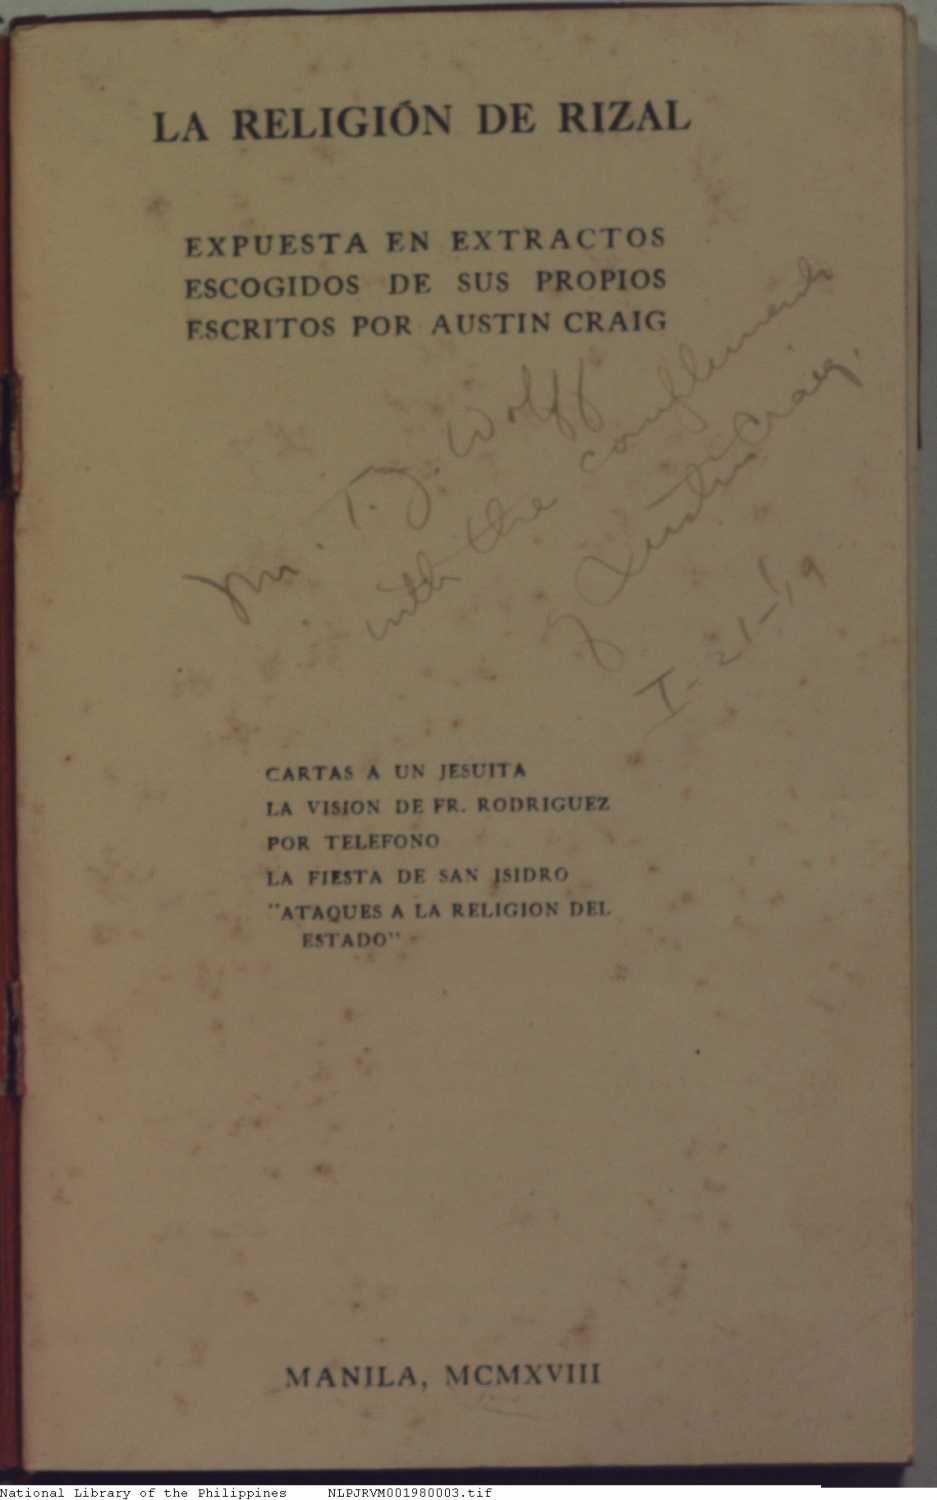 LA RELIGIÓN DE RIZAL
EXPUESTA EN EXTRACTOS
ESCOGIDOS DE SUS PROPIOS
ESCRITOS POR AUSTIN CRAIG
Mr. T. J. Wolff
with the compliments
of Austin Craig.
I-21-'19
CARTAS A UN JESUITA
LA VISION DE FR. RODRIGUEZ
POR TELEFONO
LA FIESTA DE SAN ISIDRO
"ATAQUES A LA RELIGION DEL
ESTADO"
MANILA, MCMXVIII
National Library of the Philippines NLPJRVM001980003.tif